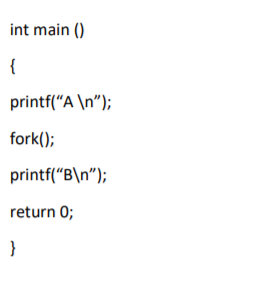 int main ()
{
printf(“A \n”);
fork();
printf(“B\n”);
return 0;
}